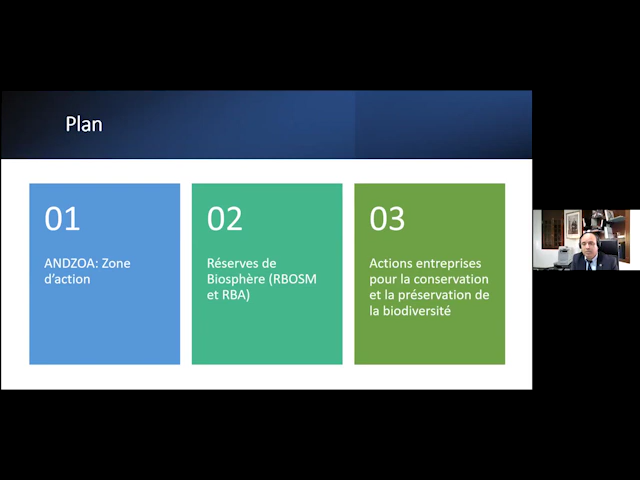 Plan
01
ANDZOA: Zone
d’action
02
Réserves de
Biosphère (RBOSM
et RBA)
03
Actions entreprises
pour la conservation
et la préservation de
la biodiversité